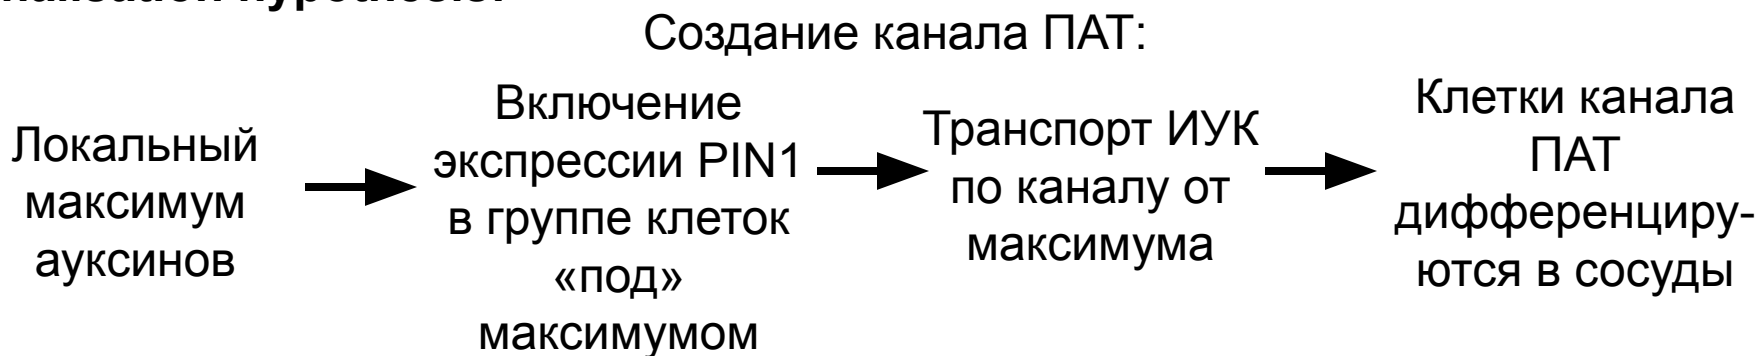 Создание канала ПАТ:
Локальный
максимум
ауксинов
Включение
экспрессии PIN1
в группе клеток
«под»
максимумом
Транспорт ИУК
по каналу от
максимума
Клетки канала
ПАТ
дифференциру-
ются в сосуды